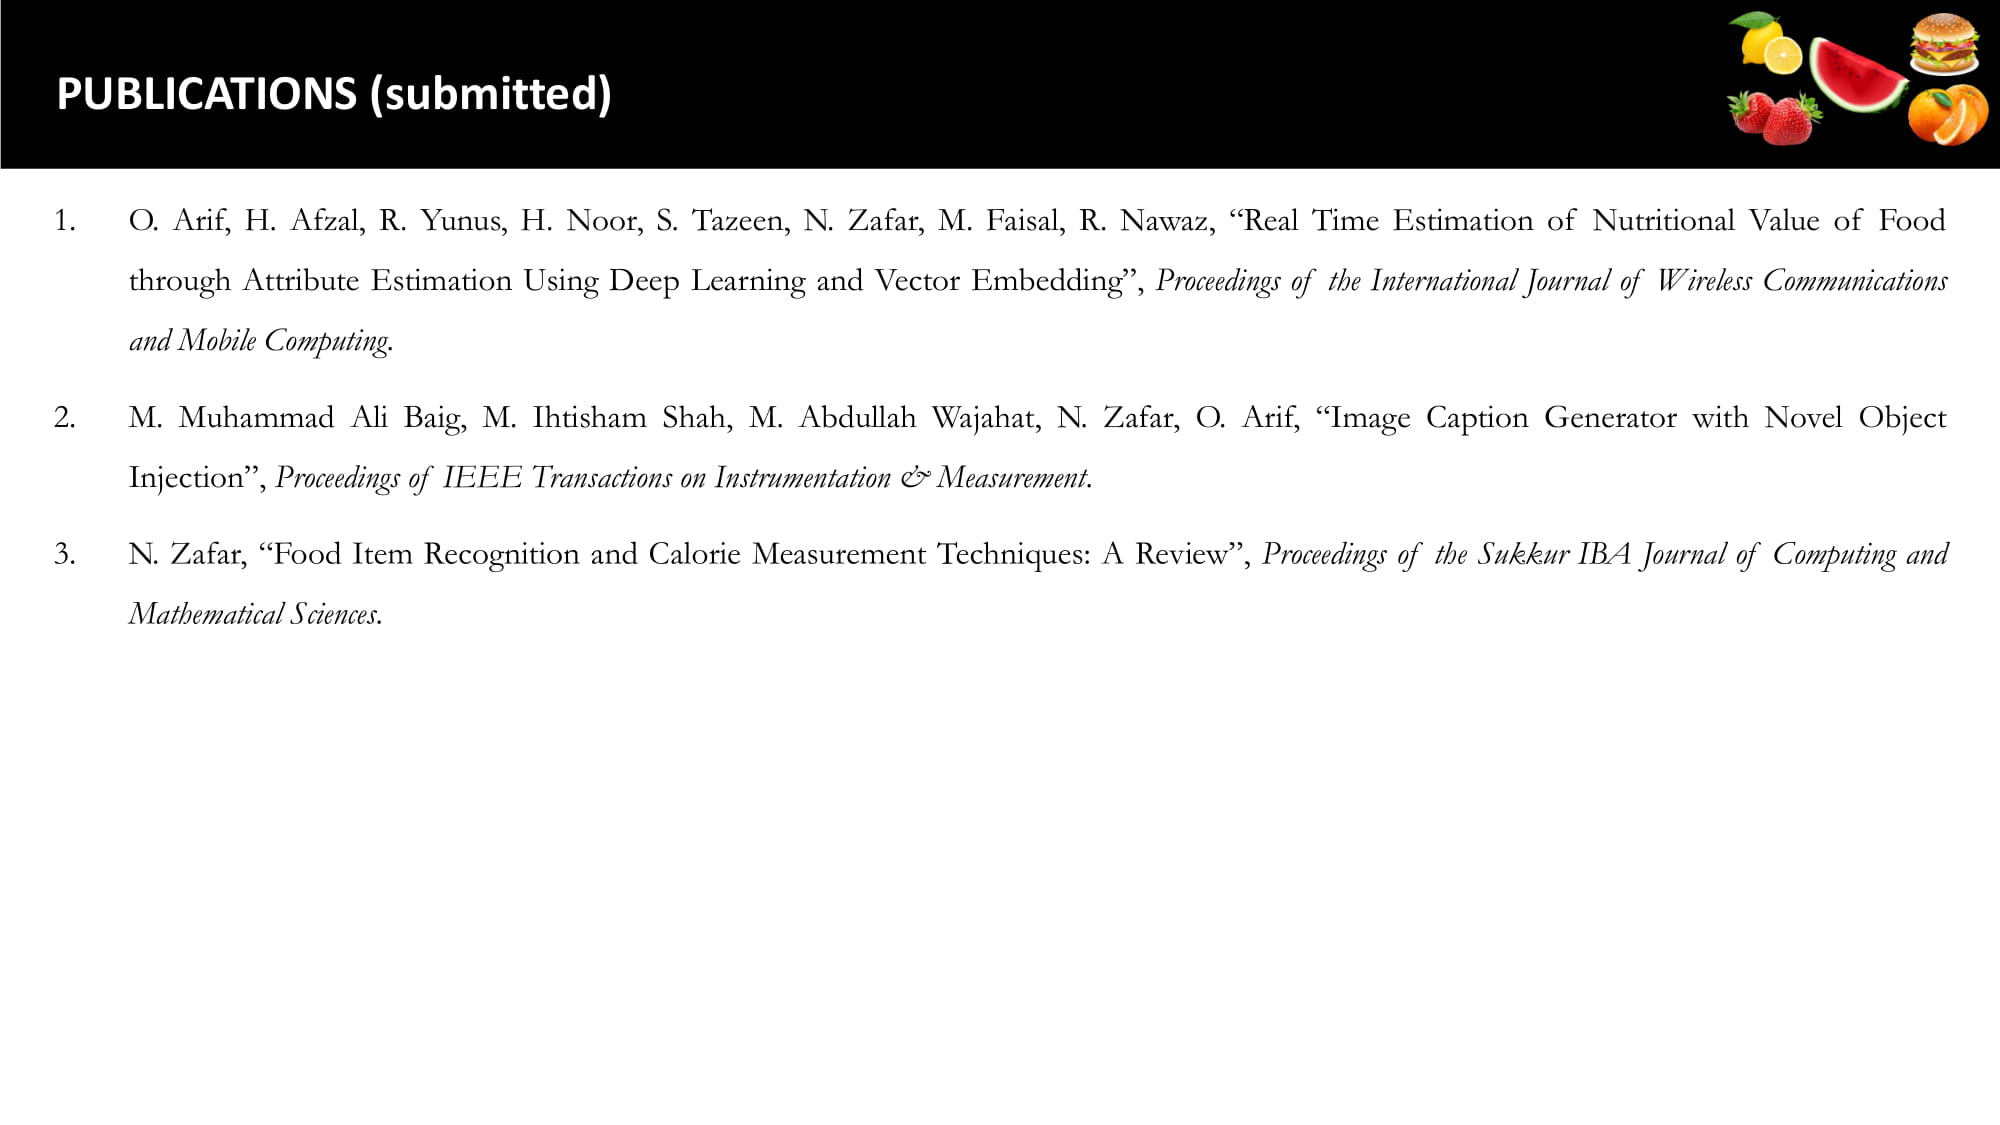 PUBLICATIONS (submitted)
1. O. Arif, H. Afzal, R. Yunus, H. Noor, S. Tazeen, N. Zafar, M. Faisal, R. Nawaz, “Real Time Estimation of Nutritional Value of Food
through Attribute Estimation Using Deep Learning and Vector Embedding”, Proceedings of the International Journal of Wireless Communications
and Mobile Computing.
2. M. Muhammad Ali Baig, M. Ihtisham Shah, M. Abdullah Wajahat, N. Zafar, O. Arif, “Image Caption Generator with Novel Object
Injection”, Proceedings of IEEE Transactions on Instrumentation & Measurement.
3. N. Zafar, “Food Item Recognition and Calorie Measurement Techniques: A Review”, Proceedings of the Sukkur IBA Journal of Computing and
Mathematical Sciences.